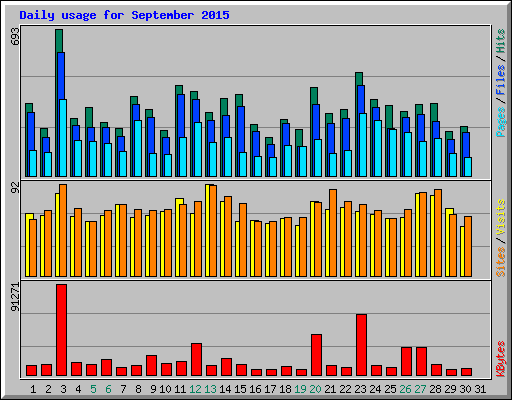 Daily usage for September 2015
693
Pages / Files / Hits
92
Sites / Visits
91271
KBytes
1 2 3 4 5 6 7 8 9 10 11 12 13 14 15 16 17 18 19 20 21 22 23 24 25 26 27 28 29 30 31